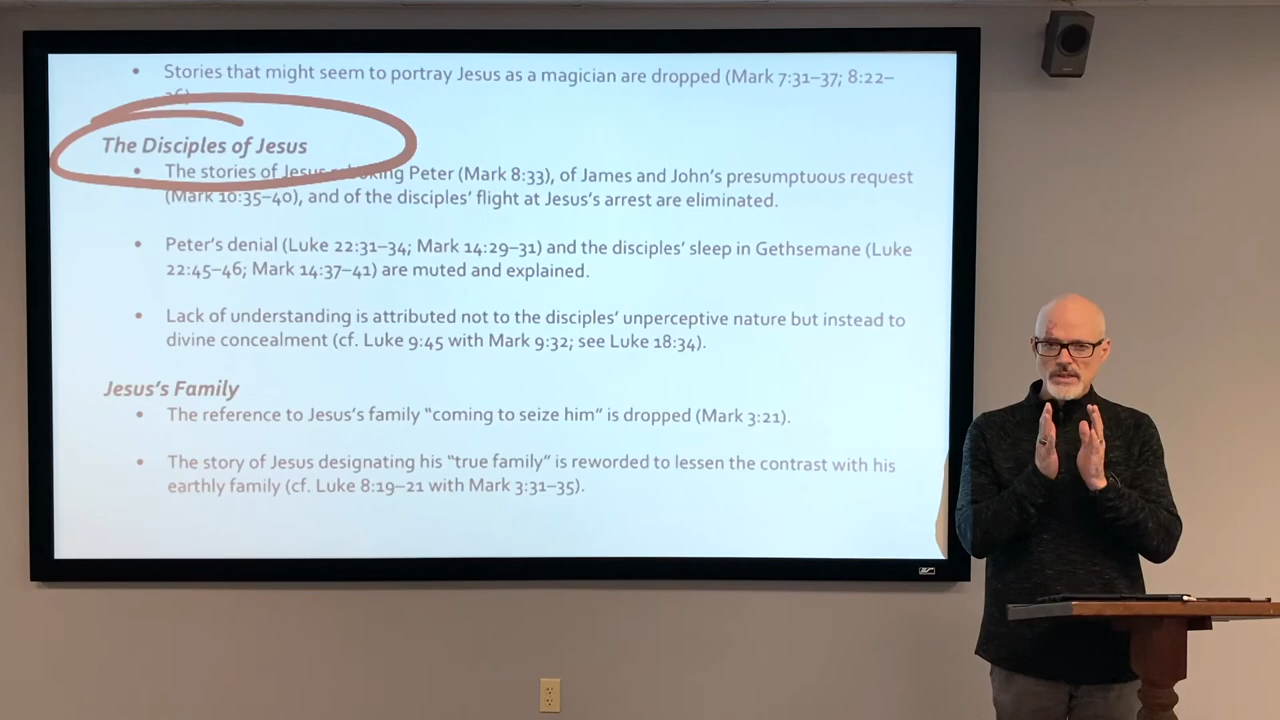 • Stories that might seem to portray Jesus as a magician are dropped (Mark 7:31–37; 8:22–
26).
The Disciples of Jesus
• The stories of Jesus rebuking Peter (Mark 8:33), of James and John's presumptuous request
(Mark 10:35–40), and of the disciples' flight at Jesus's arrest are eliminated.
• Peter's denial (Luke 22:31–34; Mark 14:29–31) and the disciples' sleep in Gethsemane (Luke
22:45–46; Mark 14:37–41) are muted and explained.
• Lack of understanding is attributed not to the disciples' unperceptive nature but instead to
divine concealment (cf. Luke 9:45 with Mark 9:32; see Luke 18:34).
Jesus's Family
• The reference to Jesus's family "coming to seize him" is dropped (Mark 3:21).
• The story of Jesus designating his "true family" is reworded to lessen the contrast with his
earthly family (cf. Luke 8:19–21 with Mark 3:31–35).